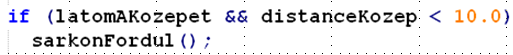 if (latomAKozepet && distanceKozep < 10.0)
sarkonFordul();